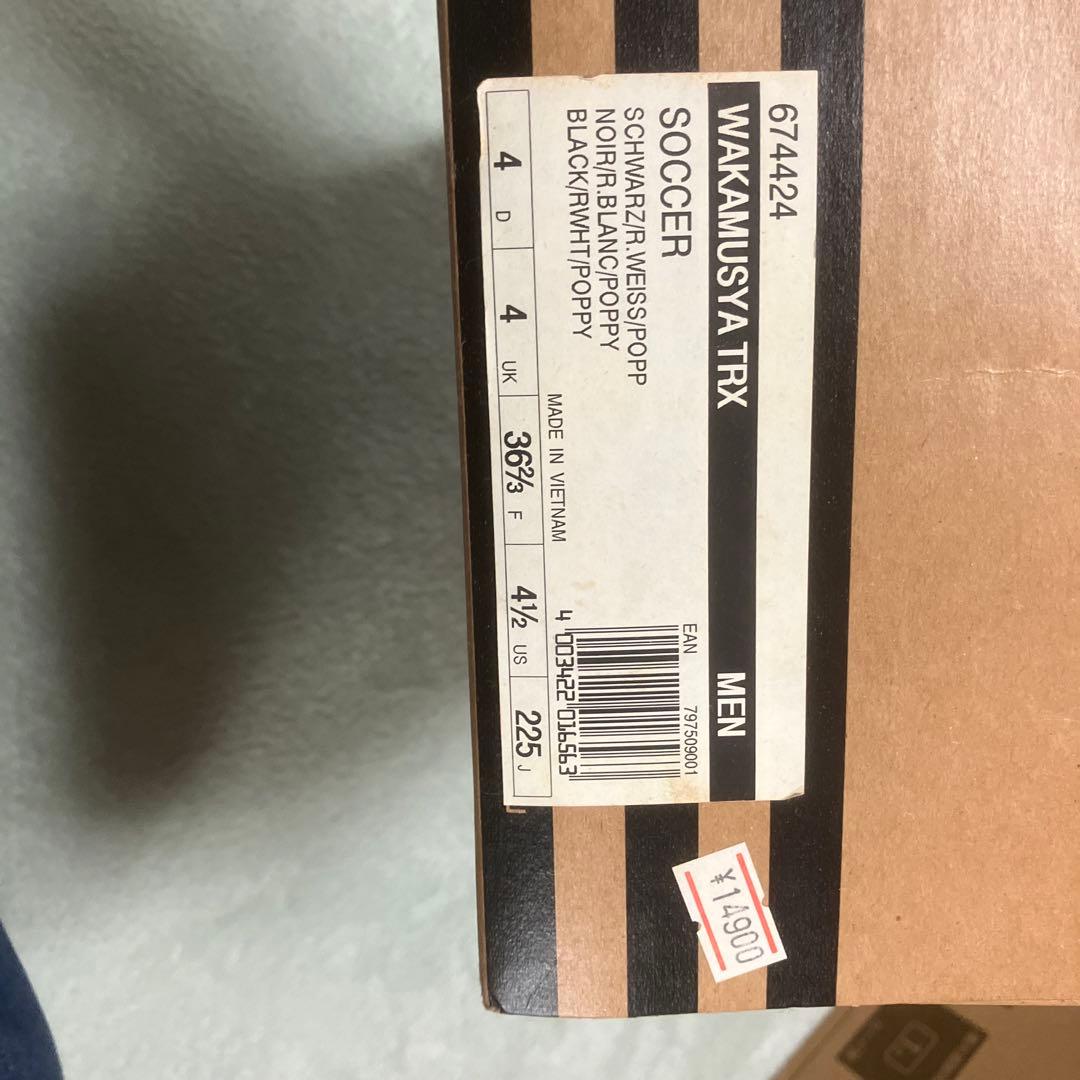 674424
WAKAMUSYA TRX MEN
SOCCER
SCHWARZ/R.WEISS/POPP
NOIR/R.BLANC/POPPY
BLACK/RWHT/POPPY
EAN 797509001
4 003422 016563
MADE IN VIETNAM
4 D 4 UK 36⅔ F 4½ US 225 J
¥14900